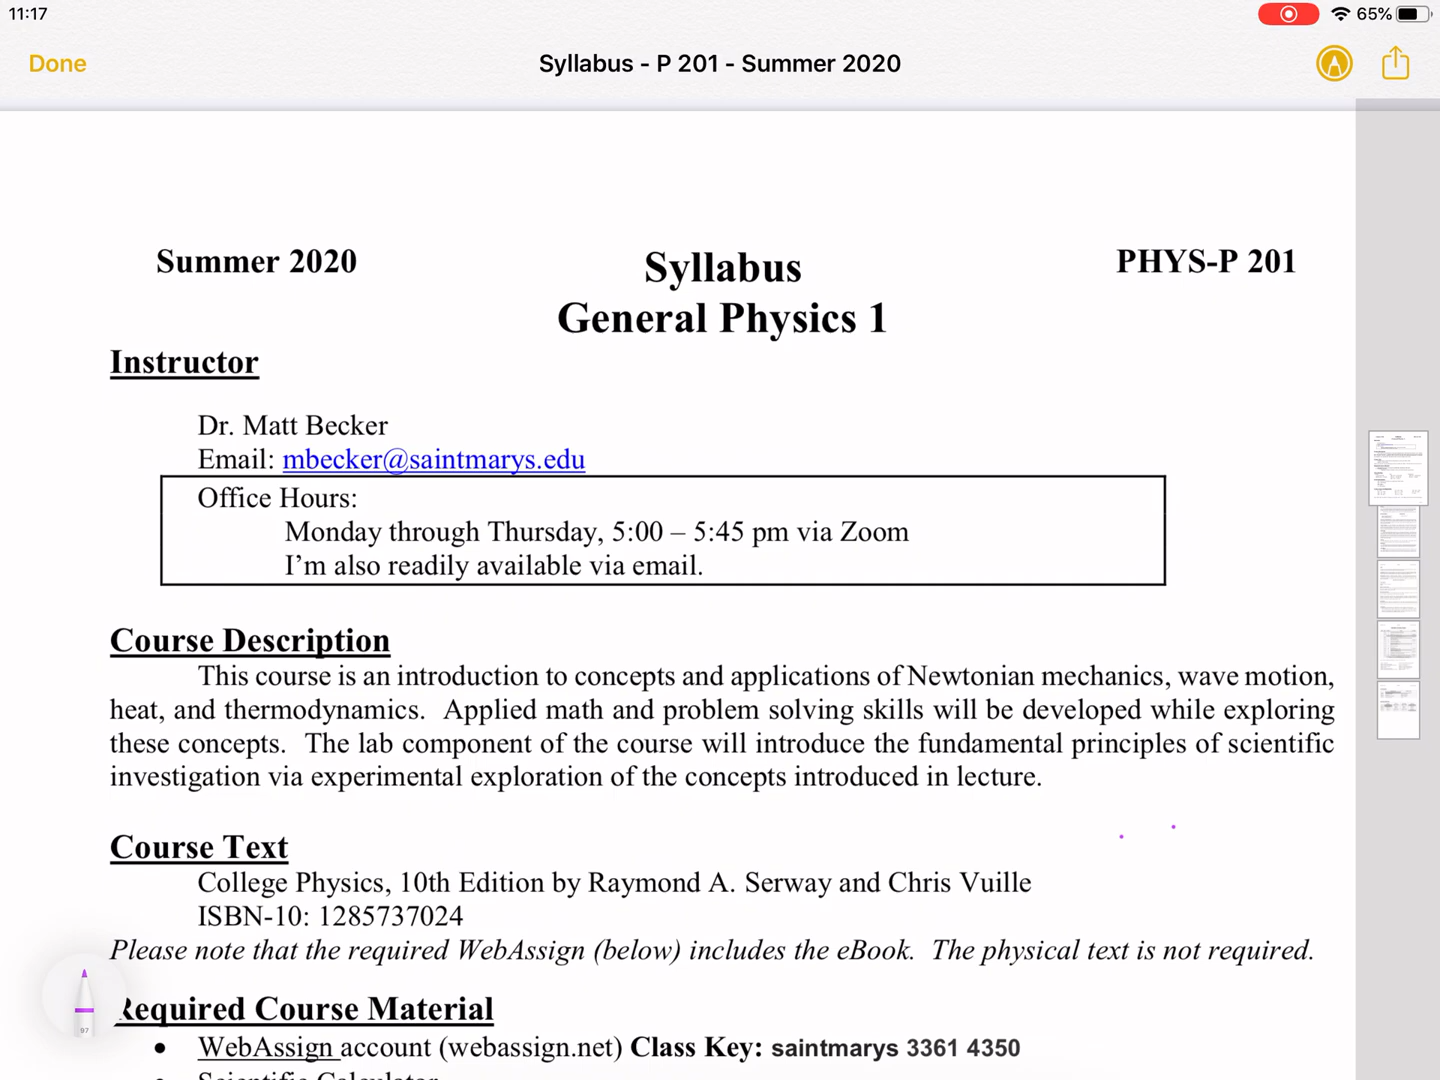 11:17
65%
Done
Syllabus - P 201 - Summer 2020
Summer 2020
Syllabus
PHYS-P 201
General Physics 1
Instructor
Dr. Matt Becker
Email: mbecker@saintmarys.edu
Office Hours:
Monday through Thursday, 5:00 – 5:45 pm via Zoom
I'm also readily available via email.
Course Description
This course is an introduction to concepts and applications of Newtonian mechanics, wave motion,
heat, and thermodynamics. Applied math and problem solving skills will be developed while exploring
these concepts. The lab component of the course will introduce the fundamental principles of scientific
investigation via experimental exploration of the concepts introduced in lecture.
Course Text
College Physics, 10th Edition by Raymond A. Serway and Chris Vuille
ISBN-10: 1285737024
Please note that the required WebAssign (below) includes the eBook. The physical text is not required.
Required Course Material
97
• WebAssign account (webassign.net) Class Key: saintmarys 3361 4350
• Scientific Calculator